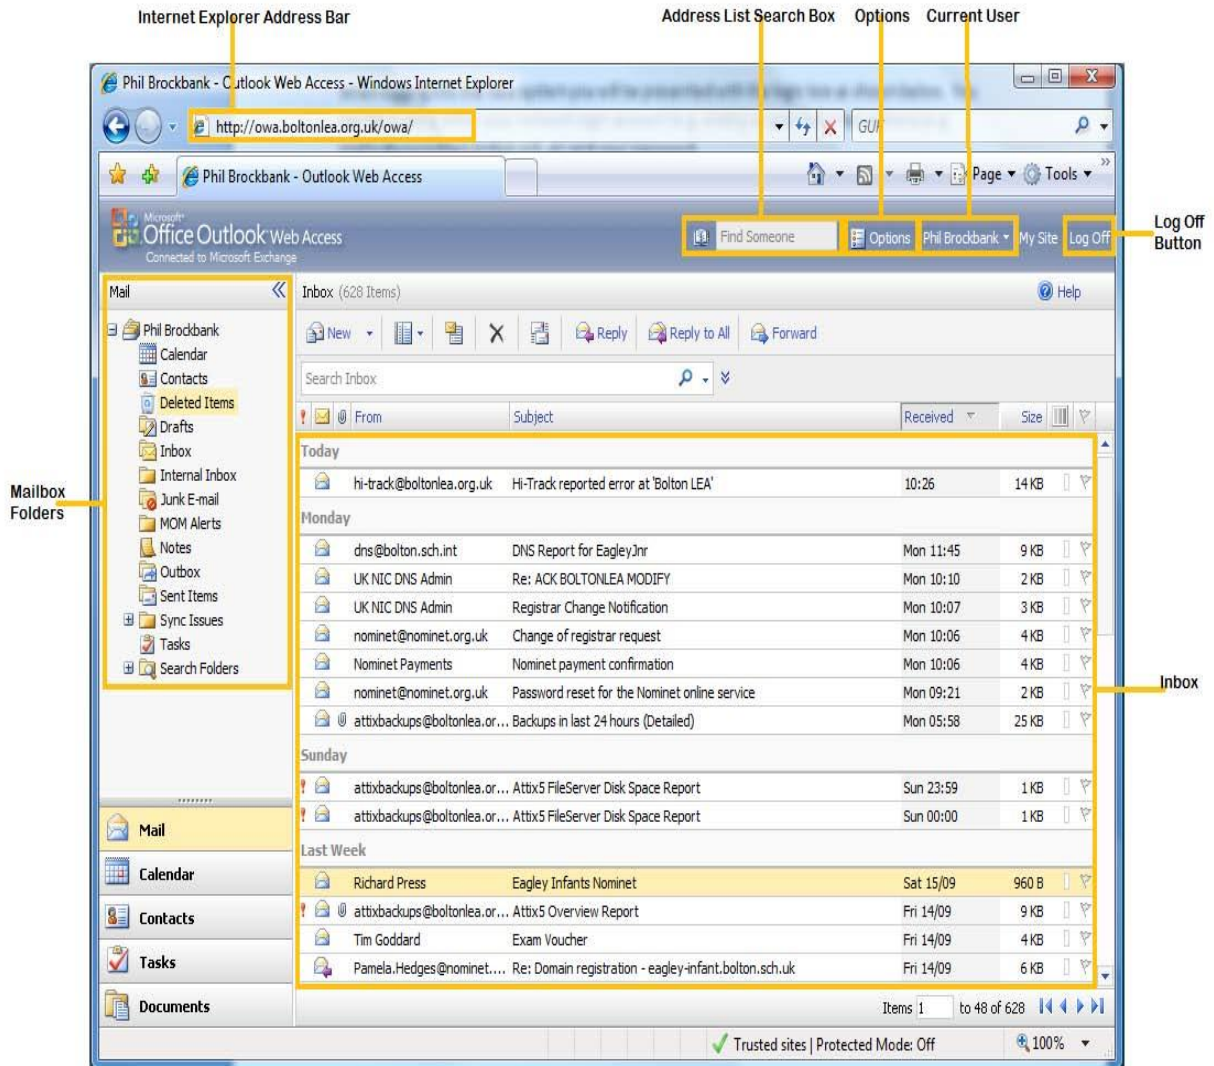 Internet Explorer Address Bar
Address List Search Box
Options
Current User
Phil Brockbank - Outlook Web Access - Windows Internet Explorer
http://owa.boltonlea.org.uk/owa/
Phil Brockbank - Outlook Web Access
Page
Tools
Microsoft
Office Outlook Web Access
Connected to Microsoft Exchange
Find Someone
Options
Phil Brockbank
My Site
Log Off
Log Off
Button
Mail
Inbox (628 Items)
Help
Phil Brockbank
Calendar
Contacts
Deleted Items
Drafts
Inbox
Internal Inbox
Junk E-mail
MOM Alerts
Notes
Outbox
Sent Items
Sync Issues
Tasks
Search Folders
Mailbox
Folders
New
Reply
Reply to All
Forward
Search Inbox
From Subject Received Size
Today
hi-track@boltonlea.org.uk Hi-Track reported error at 'Bolton LEA' 10:26 14 KB
Monday
dns@bolton.sch.int DNS Report for EagleyJnr Mon 11:45 9 KB
UK NIC DNS Admin Re: ACK BOLTONLEA MODIFY Mon 10:10 2 KB
UK NIC DNS Admin Registrar Change Notification Mon 10:07 3 KB
nominet@nominet.org.uk Change of registrar request Mon 10:06 4 KB
Nominet Payments Nominet payment confirmation Mon 10:06 4 KB
nominet@nominet.org.uk Password reset for the Nominet online service Mon 09:21 2 KB
attixbackups@boltonlea.or... Backups in last 24 hours (Detailed) Mon 05:58 25 KB
Sunday
attixbackups@boltonlea.or... Attix5 FileServer Disk Space Report Sun 23:59 1 KB
attixbackups@boltonlea.or... Attix5 FileServer Disk Space Report Sun 00:00 1 KB
Last Week
Richard Press Eagley Infants Nominet Sat 15/09 960 B
attixbackups@boltonlea.or... Attix5 Overview Report Fri 14/09 9 KB
Tim Goddard Exam Voucher Fri 14/09 4 KB
Pamela.Hedges@nominet.... Re: Domain registration - eagley-infant.bolton.sch.uk Fri 14/09 6 KB
Inbox
Mail
Calendar
Contacts
Tasks
Documents
Items 1 to 48 of 628
Trusted sites | Protected Mode: Off
100%